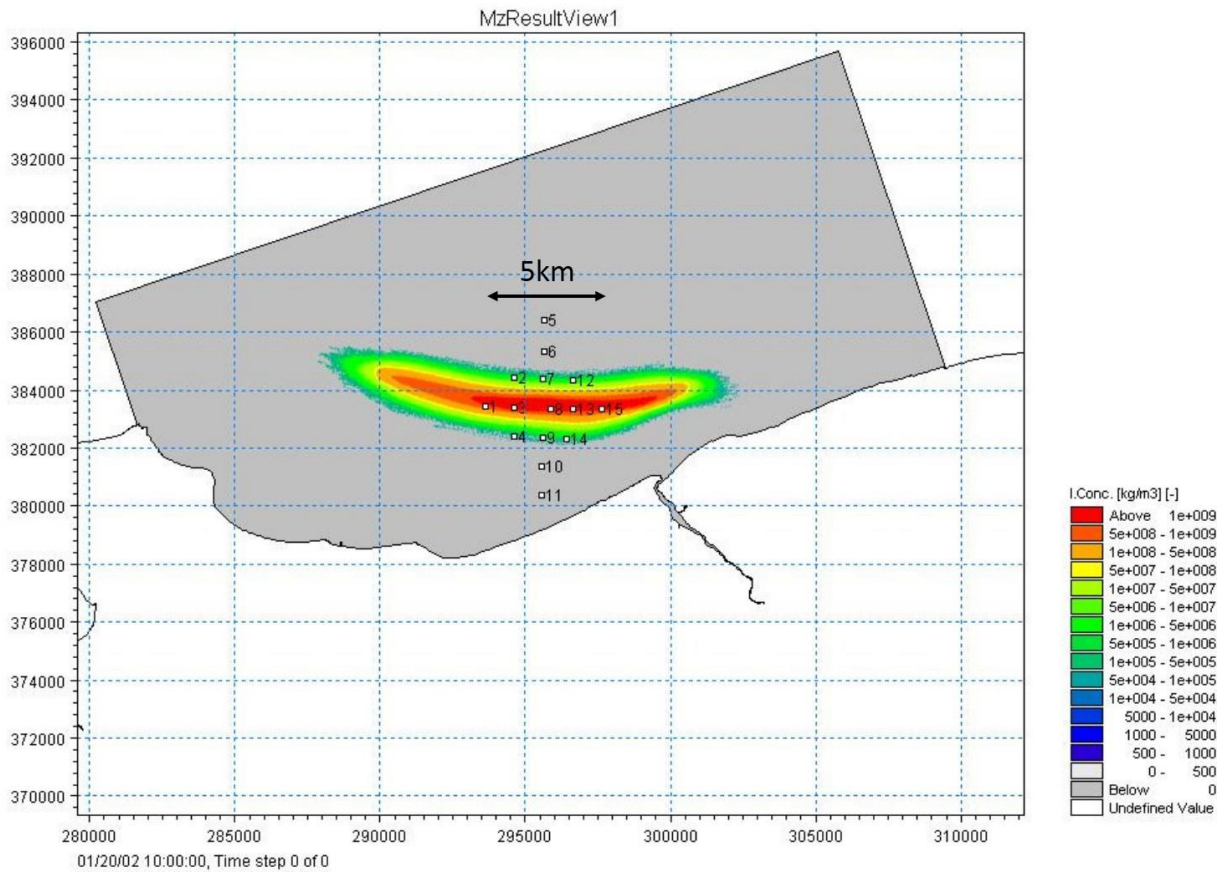 MzResultView1
396000
394000
392000
390000
388000
386000
384000
382000
380000
378000
376000
374000
372000
370000
5km
5
6
2
7
12
1
3
8
13
15
4
9
14
10
11
280000 285000 290000 295000 300000 305000 310000
01/20/02 10:00:00, Time step 0 of 0
I.Conc. [kg/m3] [-]
Above 1e+009
5e+008 - 1e+009
1e+008 - 5e+008
5e+007 - 1e+008
1e+007 - 5e+007
5e+006 - 1e+007
1e+006 - 5e+006
5e+005 - 1e+006
1e+005 - 5e+005
5e+004 - 1e+005
1e+004 - 5e+004
5000 - 1e+004
1000 - 5000
500 - 1000
0 - 500
Below 0
Undefined Value